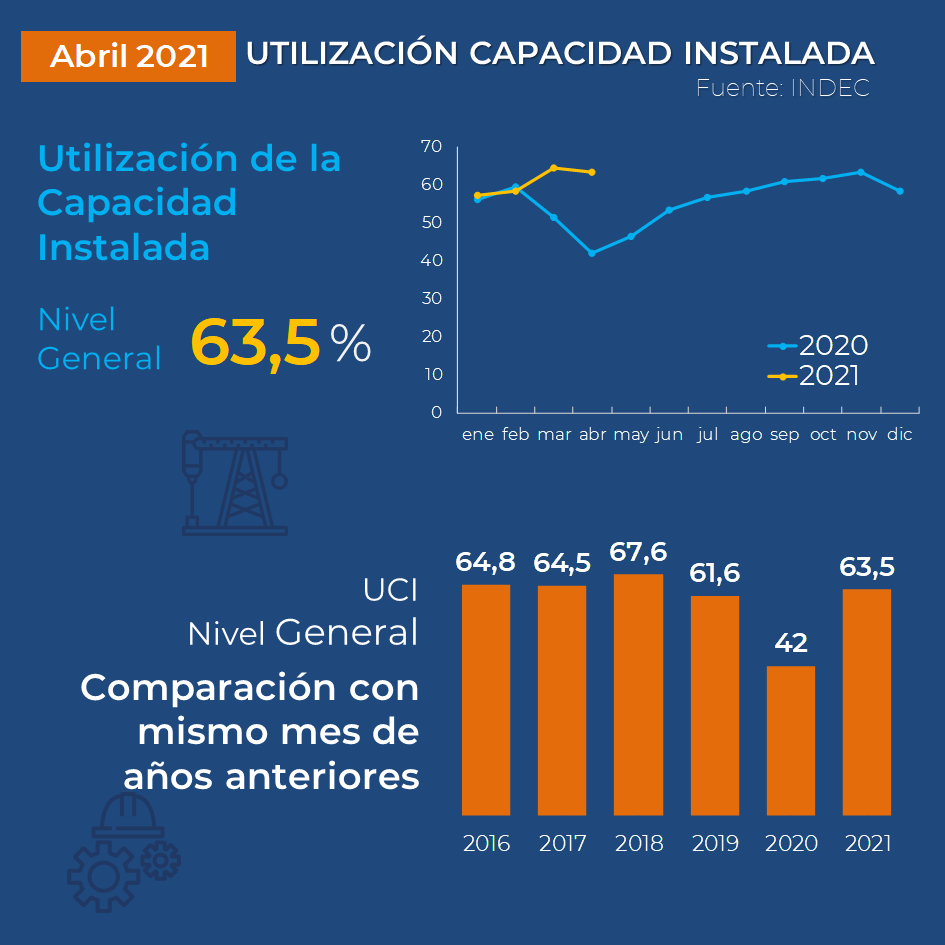 Abril 2021
UTILIZACIÓN CAPACIDAD INSTALADA
Fuente: INDEC
Utilización de la
Capacidad
Instalada
Nivel
General
63,5 %
70
60
50
40
30
20
10
0
2020
2021
ene feb mar abr may jun jul ago sep oct nov dic
UCI
Nivel General
Comparación con
mismo mes de
años anteriores
64,8 64,5 67,6 61,6 42 63,5
2016 2017 2018 2019 2020 2021